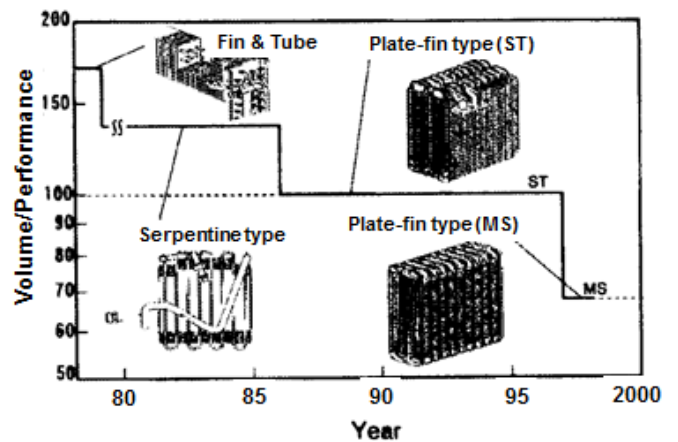 200
Fin & Tube
Plate-fin type (ST)
150
SS
100
ST
90
80
Serpentine type
Plate-fin type (MS)
70
MS
60
50
80
85
90
95
2000
Volume/Performance
Year